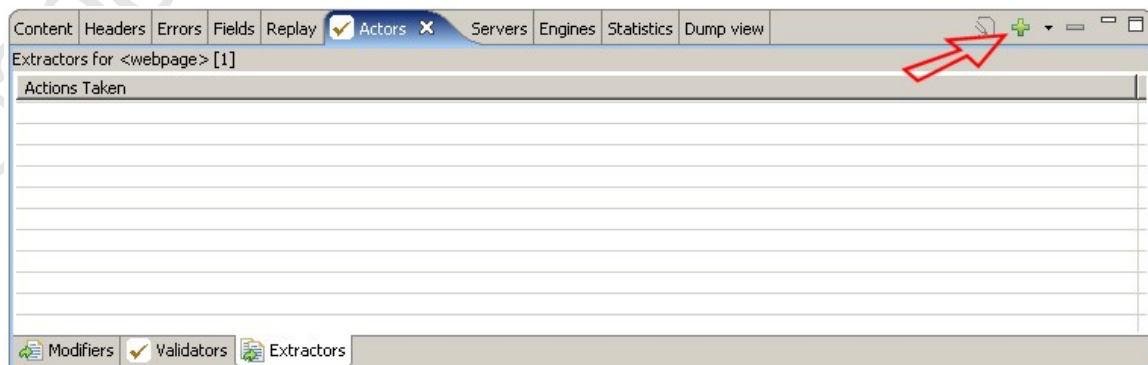 Content Headers Errors Fields Replay Actors Servers Engines Statistics Dump view
Extractors for <webpage> [1]
Actions Taken
Modifiers Validators Extractors